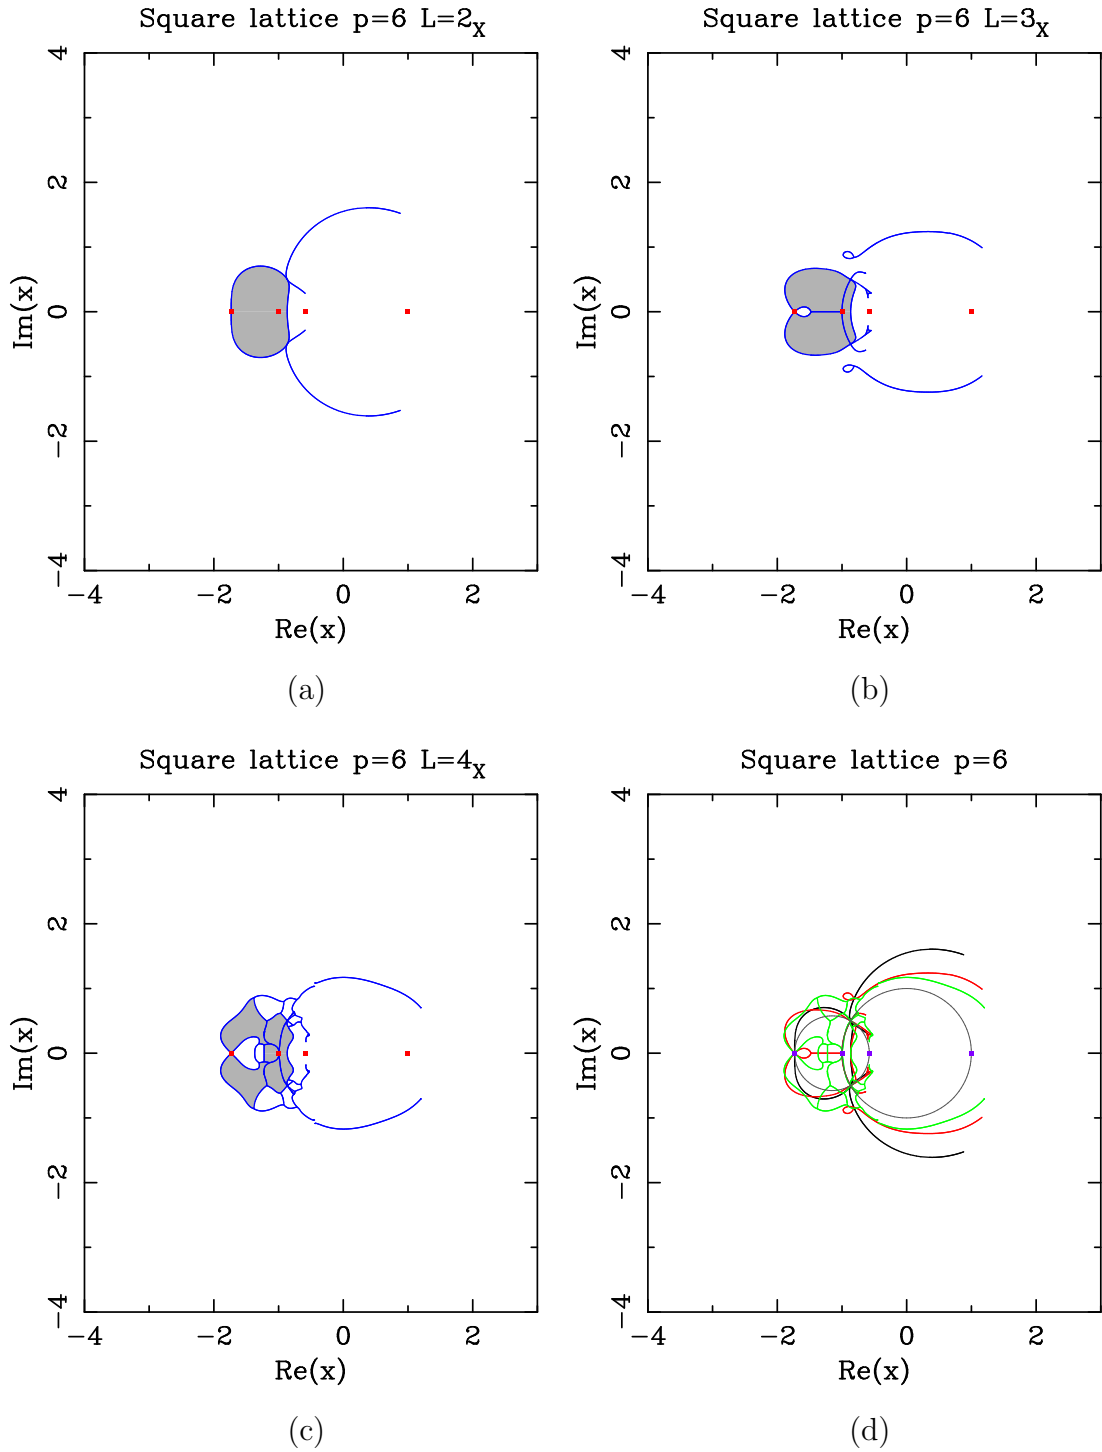 Square lattice p=6 L=2X
Square lattice p=6 L=3X
4
2
0
−2
−4
Im(x)
−4 −2 0 2
Re(x)
4
2
0
−2
−4
Im(x)
−4 −2 0 2
Re(x)
(a)
(b)
Square lattice p=6 L=4X
Square lattice p=6
4
2
0
−2
−4
Im(x)
−4 −2 0 2
Re(x)
4
2
0
−2
−4
Im(x)
−4 −2 0 2
Re(x)
(c)
(d)